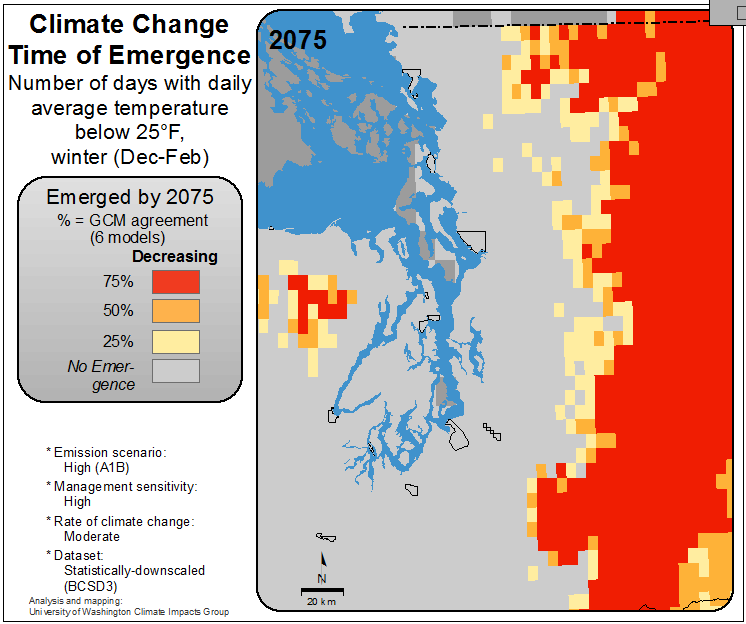 Climate Change
Time of Emergence
Number of days with daily
average temperature
below 25°F,
winter (Dec-Feb)
Emerged by 2075
% = GCM agreement
(6 models)
Decreasing
75%
50%
25%
No Emer-
gence
* Emission scenario:
High (A1B)
* Management sensitivity:
High
* Rate of climate change:
Moderate
* Dataset:
Statistically-downscaled
(BCSD3)
Analysis and mapping:
University of Washington Climate Impacts Group
2075
N
20 km